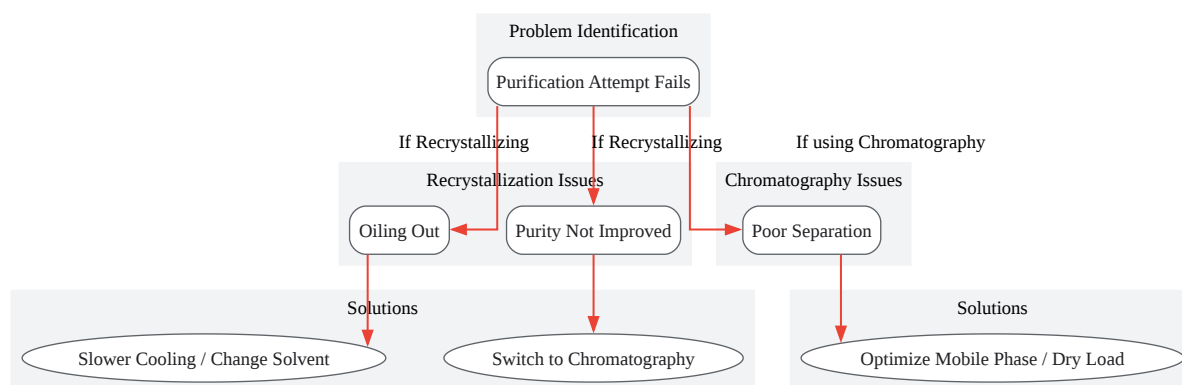 Problem Identification
Purification Attempt Fails
If Recrystallizing
If Recrystallizing
If using Chromatography
Recrystallization Issues
Chromatography Issues
Oiling Out
Purity Not Improved
Poor Separation
Solutions
Solutions
Slower Cooling / Change Solvent
Switch to Chromatography
Optimize Mobile Phase / Dry Load